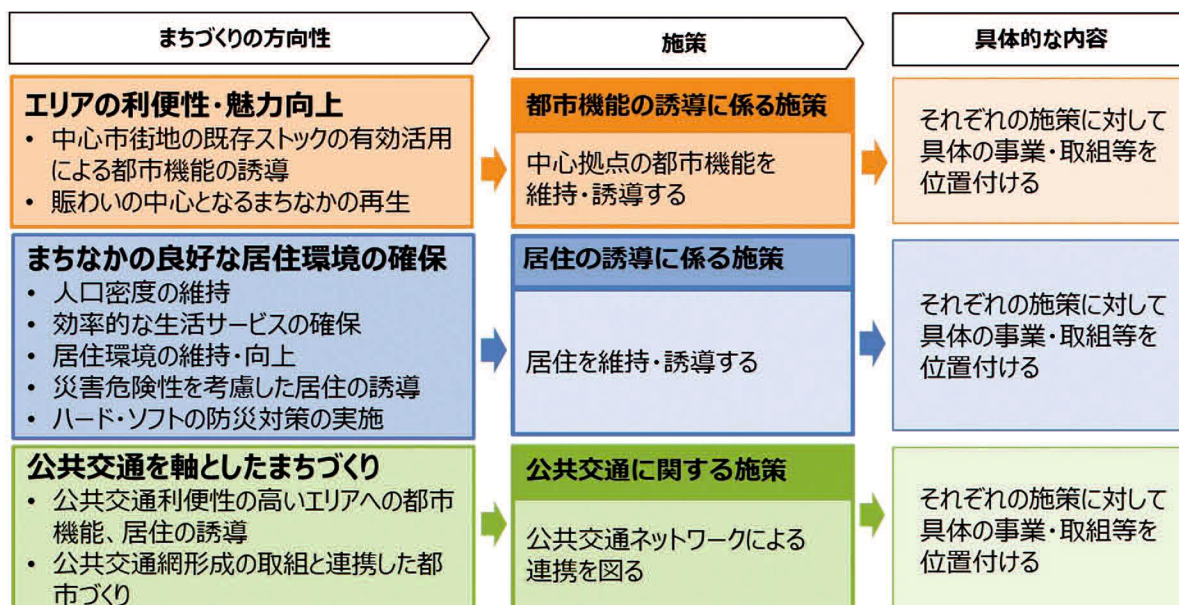 まちづくりの方向性
施策
具体的な内容
エリアの利便性・魅力向上
• 中心市街地の既存ストックの有効活用
による都市機能の誘導
• 賑わいの中心となるまちなかの再生
都市機能の誘導に係る施策
中心拠点の都市機能を
維持・誘導する
それぞれの施策に対して
具体の事業・取組等を
位置付ける
まちなかの良好な居住環境の確保
• 人口密度の維持
• 効率的な生活サービスの確保
• 居住環境の維持・向上
• 災害危険性を考慮した居住の誘導
• ハード・ソフトの防災対策の実施
居住の誘導に係る施策
居住を維持・誘導する
それぞれの施策に対して
具体の事業・取組等を
位置付ける
公共交通を軸としたまちづくり
• 公共交通利便性の高いエリアへの都市
機能、居住の誘導
• 公共交通網形成の取組と連携した都
市づくり
公共交通に関する施策
公共交通ネットワークによる
連携を図る
それぞれの施策に対して
具体の事業・取組等を
位置付ける